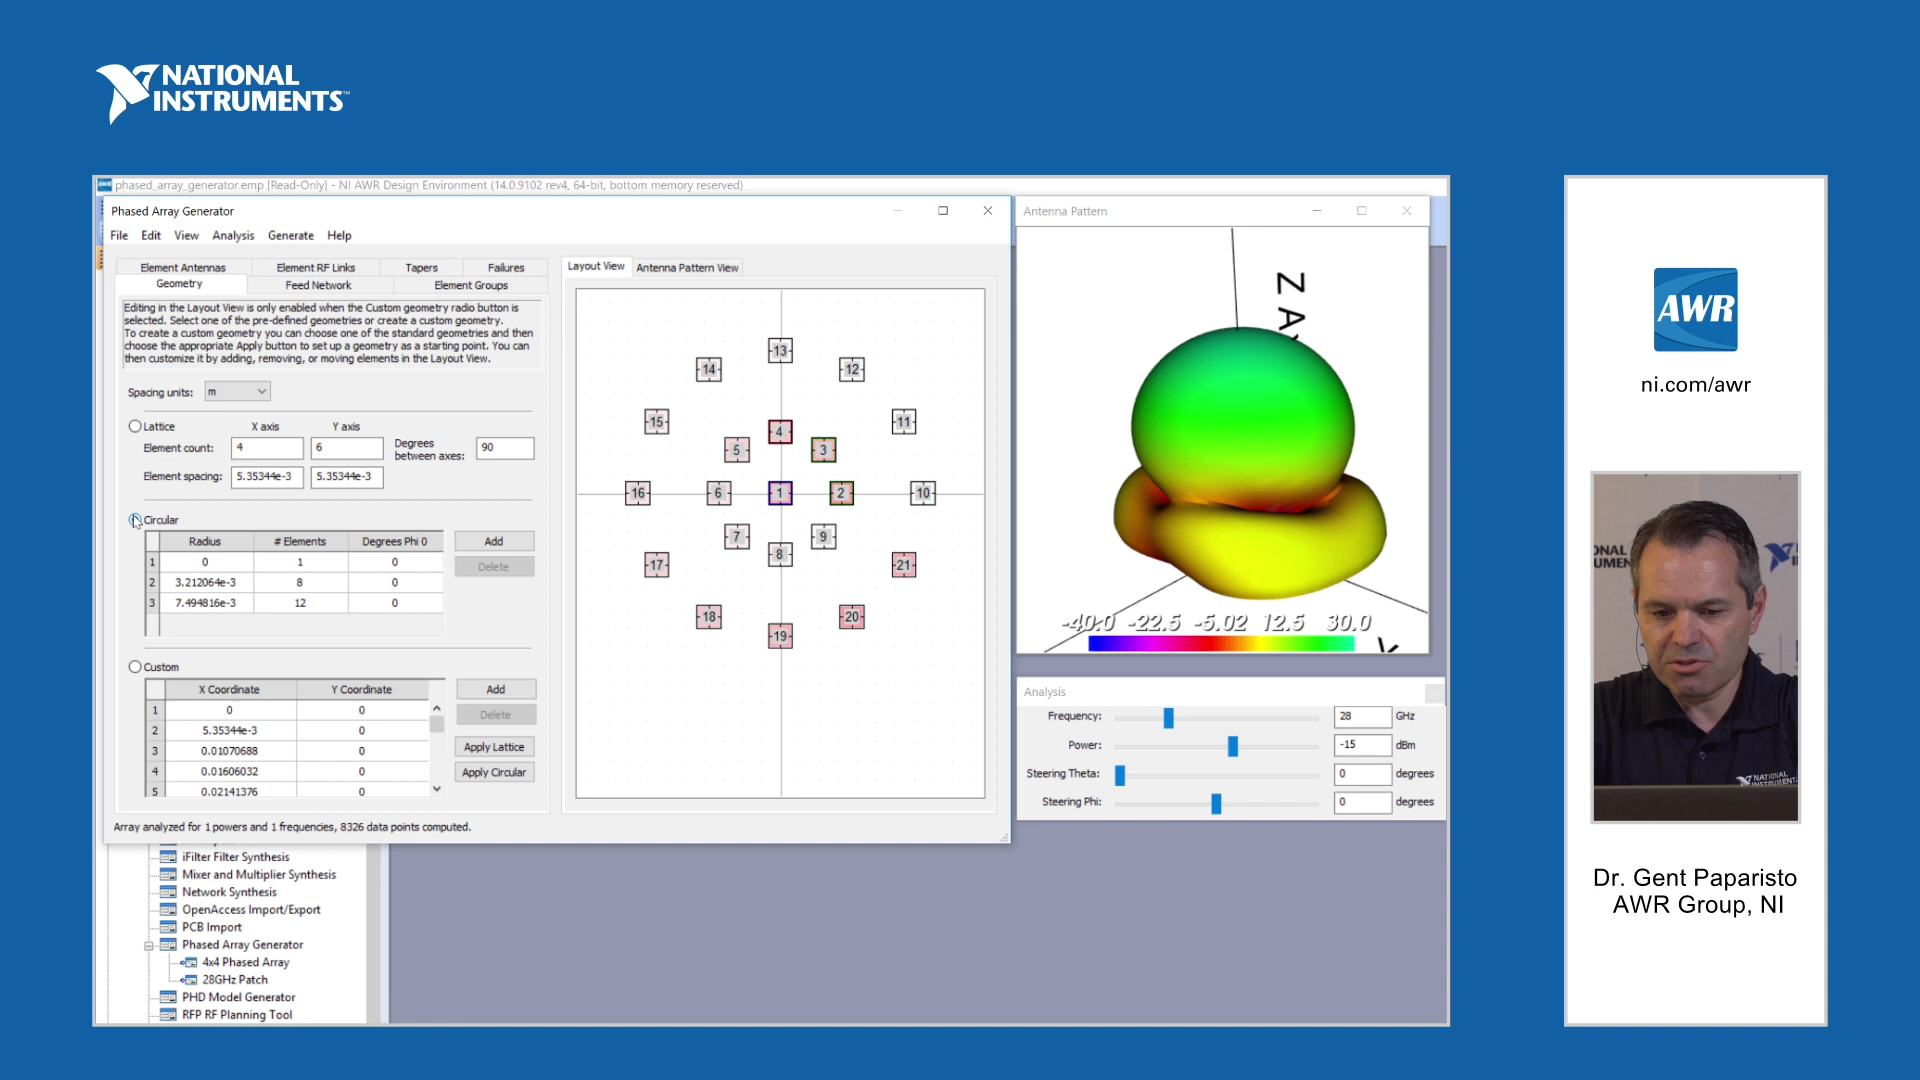 NATIONAL
INSTRUMENTS™
phased_array_generator.emp [Read-Only] - NI AWR Design Environment (14.0.9102 rev4, 64-bit, bottom memory reserved)
Phased Array Generator
File Edit View Analysis Generate Help
Element Antennas Element RF Links Tapers Failures
Geometry Feed Network Element Groups
Editing in the Layout View is only enabled when the Custom geometry radio button is
selected. Select one of the pre-defined geometries or create a custom geometry.
To create a custom geometry you can choose one of the standard geometries and then
choose the appropriate Apply button to set up a geometry as a starting point. You can
then customize it by adding, removing, or moving elements in the Layout View.
Spacing units: m
Lattice X axis Y axis
Element count: 4 6 Degrees between axes: 90
Element spacing: 5.35344e-3 5.35344e-3
Circular
Radius # Elements Degrees Phi 0 Add
1 0 1 0 Delete
2 3.212064e-3 8 0
3 7.494816e-3 12 0
Custom
X Coordinate Y Coordinate Add
1 0 0 Delete
2 5.35344e-3 0
3 0.01070688 0 Apply Lattice
4 0.01606032 0 Apply Circular
5 0.02141376 0
Array analyzed for 1 powers and 1 frequencies, 8326 data points computed.
Layout View Antenna Pattern View
13
14 12
15 11
4
5 3
16 6 1 2 10
7 9
8
17 21
18 20
19
Antenna Pattern
Z
-40.0 -22.5 -5.02 12.5 30.0
Analysis
Frequency: 28 GHz
Power: -15 dBm
Steering Theta: 0 degrees
Steering Phi: 0 degrees
iFilter Filter Synthesis
Mixer and Multiplier Synthesis
Network Synthesis
OpenAccess Import/Export
PCB Import
Phased Array Generator
4x4 Phased Array
28GHz Patch
PHD Model Generator
RFP RF Planning Tool
AWR
ni.com/awr
NATIONAL
INSTRUMENTS
Dr. Gent Paparisto
AWR Group, NI